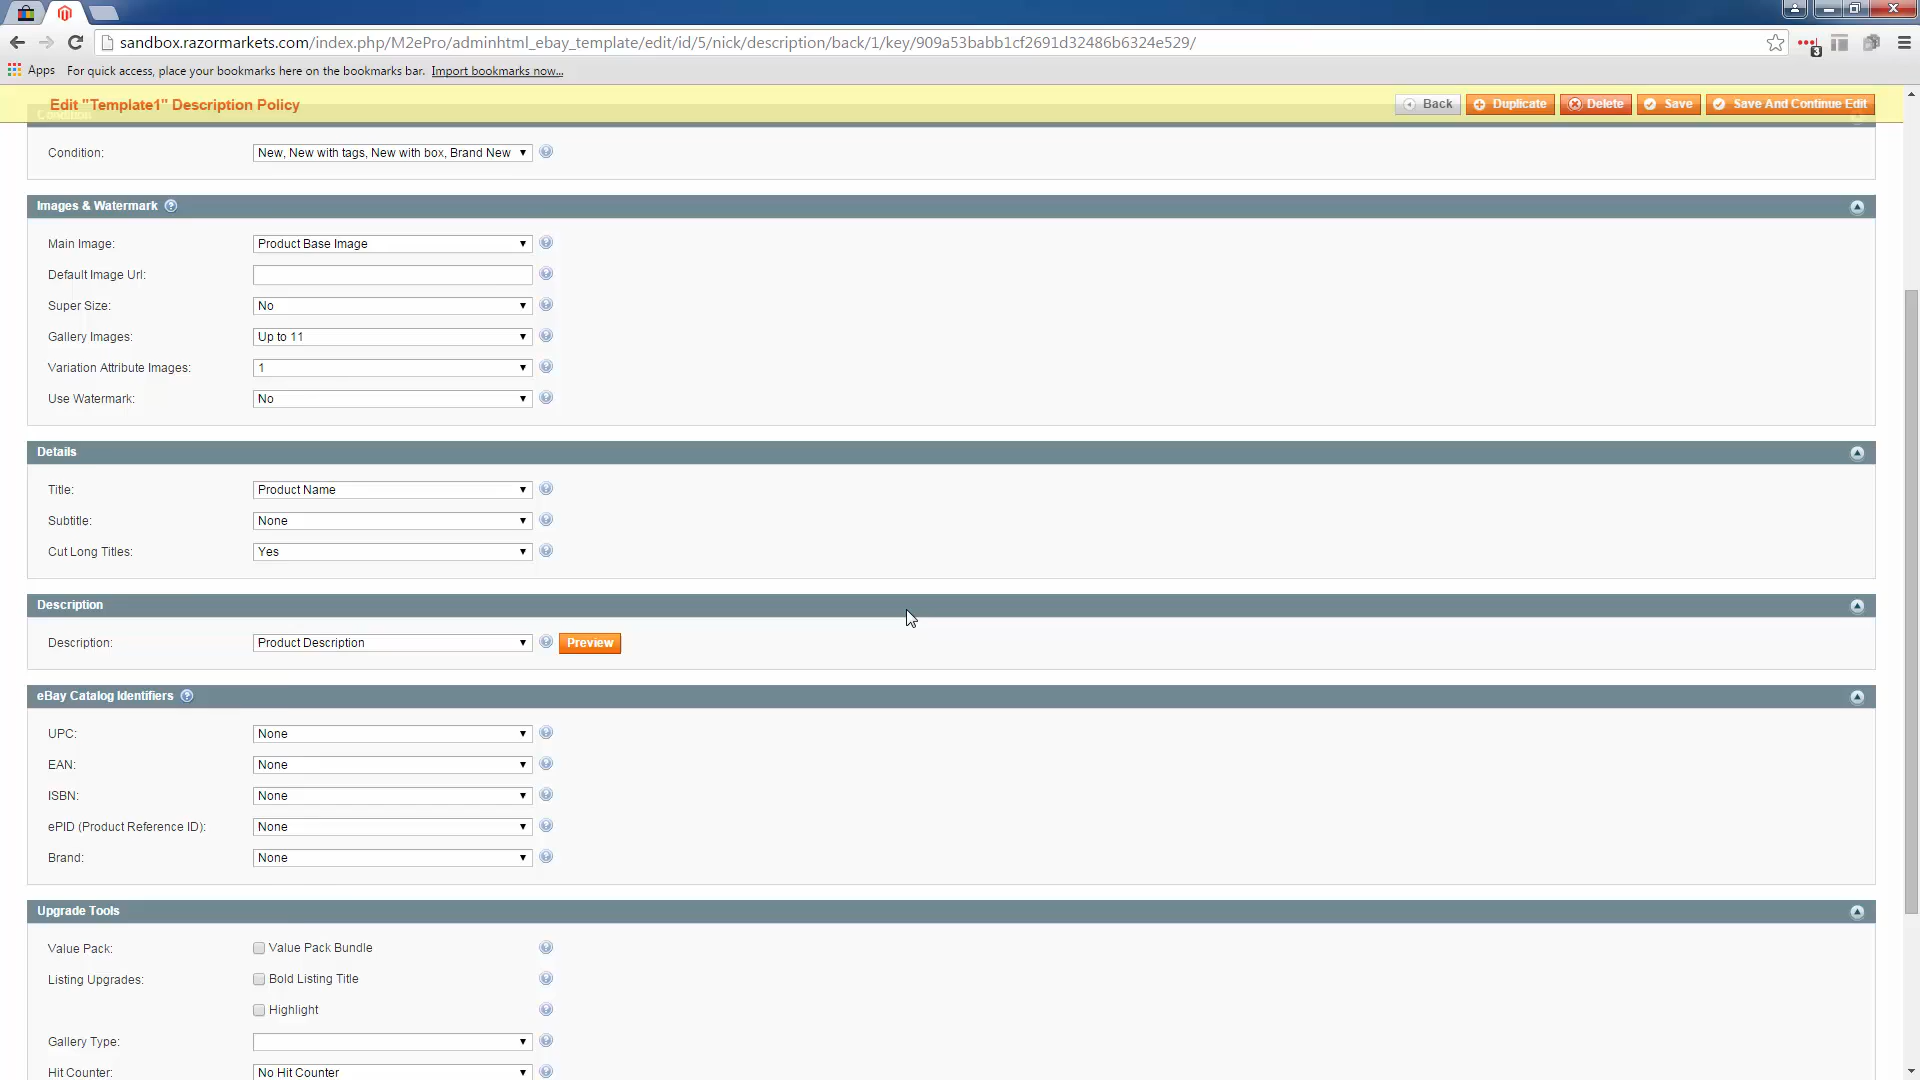 sandbox.razormarkets.com/index.php/M2ePro/adminhtml_ebay_template/edit/id/5/nick/description/back/1/key/909a53babb1cf2691d32486b6324e529/
3
Apps For quick access, place your bookmarks here on the bookmarks bar. Import bookmarks now...
Edit "Template1" Description Policy Back Duplicate Delete Save Save And Continue Edit
Condition
Condition: New, New with tags, New with box, Brand New
Images & Watermark
Main Image: Product Base Image
Default Image Url:
Super Size: No
Gallery Images: Up to 11
Variation Attribute Images: 1
Use Watermark: No
Details
Title: Product Name
Subtitle: None
Cut Long Titles: Yes
Description
Description: Product Description Preview
eBay Catalog Identifiers
UPC: None
EAN: None
ISBN: None
ePID (Product Reference ID): None
Brand: None
Upgrade Tools
Value Pack: Value Pack Bundle
Listing Upgrades: Bold Listing Title
Highlight
Gallery Type:
Hit Counter: No Hit Counter